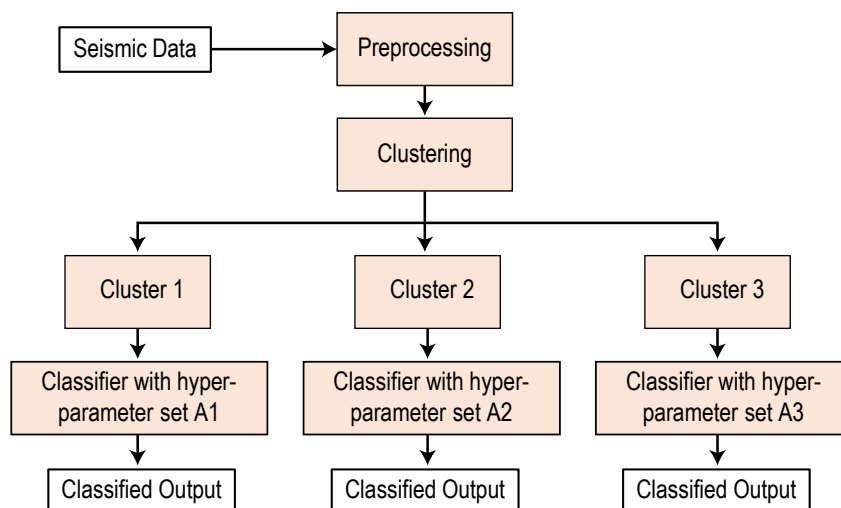 Seismic Data
Preprocessing
Clustering
Cluster 1
Cluster 2
Cluster 3
Classifier with hyper-
parameter set A1
Classifier with hyper-
parameter set A2
Classifier with hyper-
parameter set A3
Classified Output
Classified Output
Classified Output